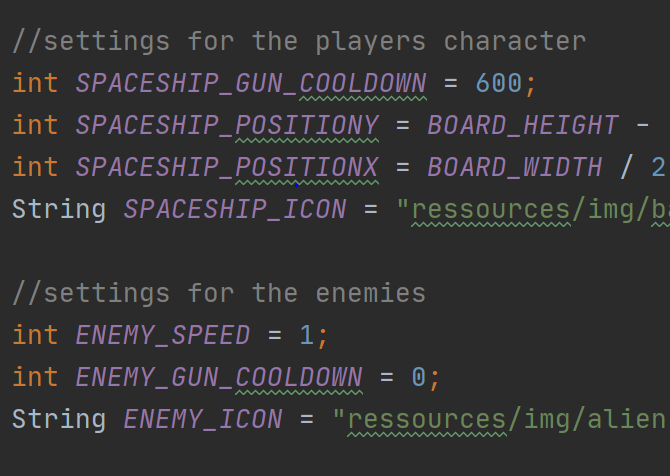 //settings for the players character
int SPACESHIP_GUN_COOLDOWN = 600;
int SPACESHIP_POSITIONY = BOARD_HEIGHT -
int SPACESHIP_POSITIONX = BOARD_WIDTH / 2
String SPACESHIP_ICON = "ressources/img/ba
//settings for the enemies
int ENEMY_SPEED = 1;
int ENEMY_GUN_COOLDOWN = 0;
String ENEMY_ICON = "ressources/img/alien